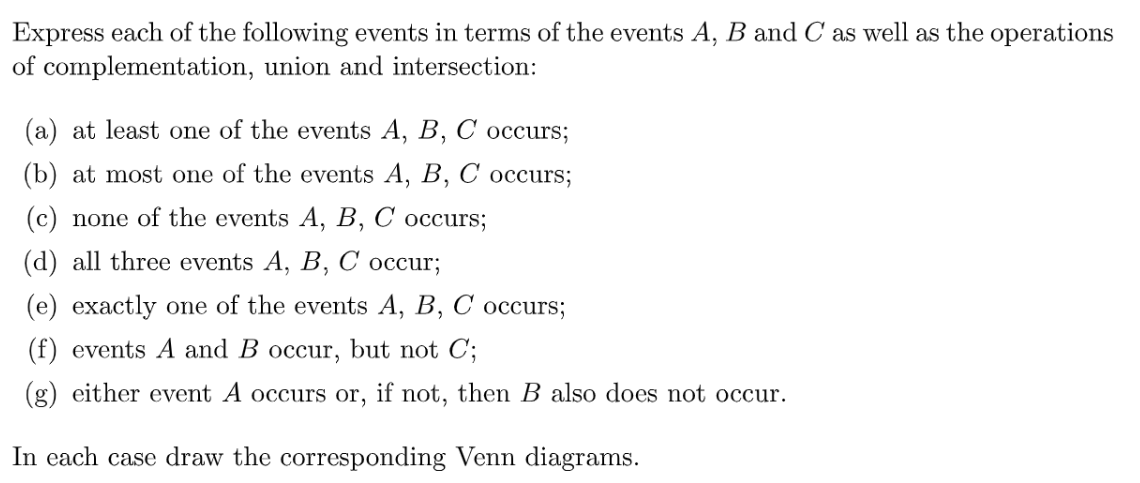 Express each of the following events in terms of the events A, B and C as well as the operations
of complementation, union and intersection:
(a) at least one of the events A, B, C occurs;
(b) at most one of the events A, B, C occurs;
(c) none of the events A, B, C occurs;
(d) all three events A, B, C occur;
(e) exactly one of the events A, B, C occurs;
(f) events A and B occur, but not C;
(g) either event A occurs or, if not, then B also does not occur.
In each case draw the corresponding Venn diagrams.